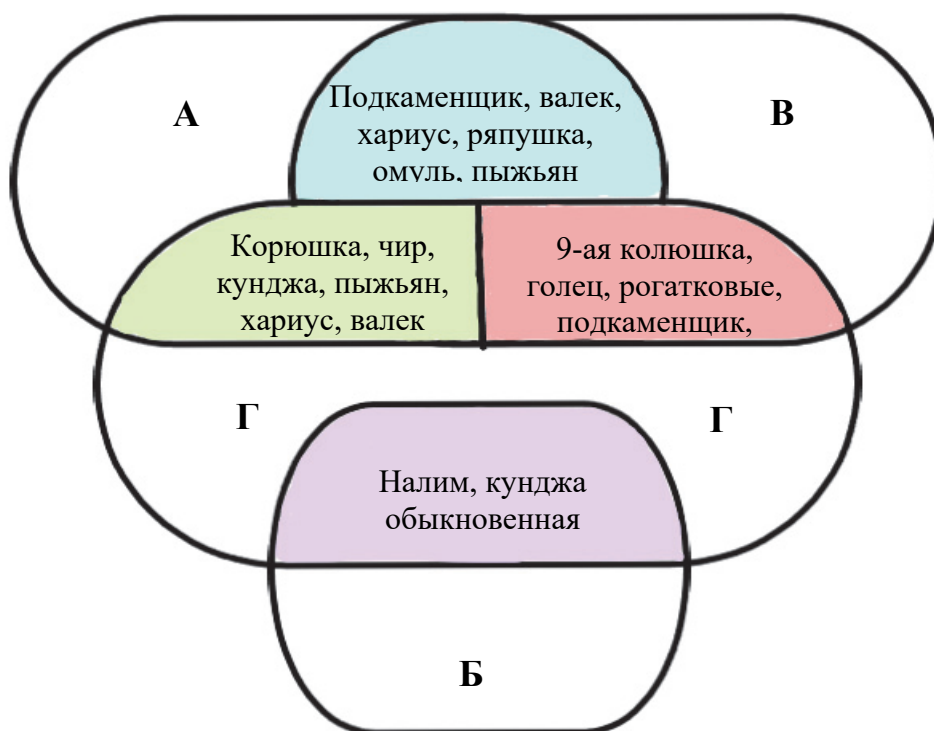 А
В
Подкаменщик, валек,
хариус, ряпушка,
омуль, пыжьян
Корюшка, чир,
кунджа, пыжьян,
хариус, валек
9-ая колюшка,
голец, рогатковые,
подкаменщик,
Г
Г
Налим, кунджа
обыкновенная
Б